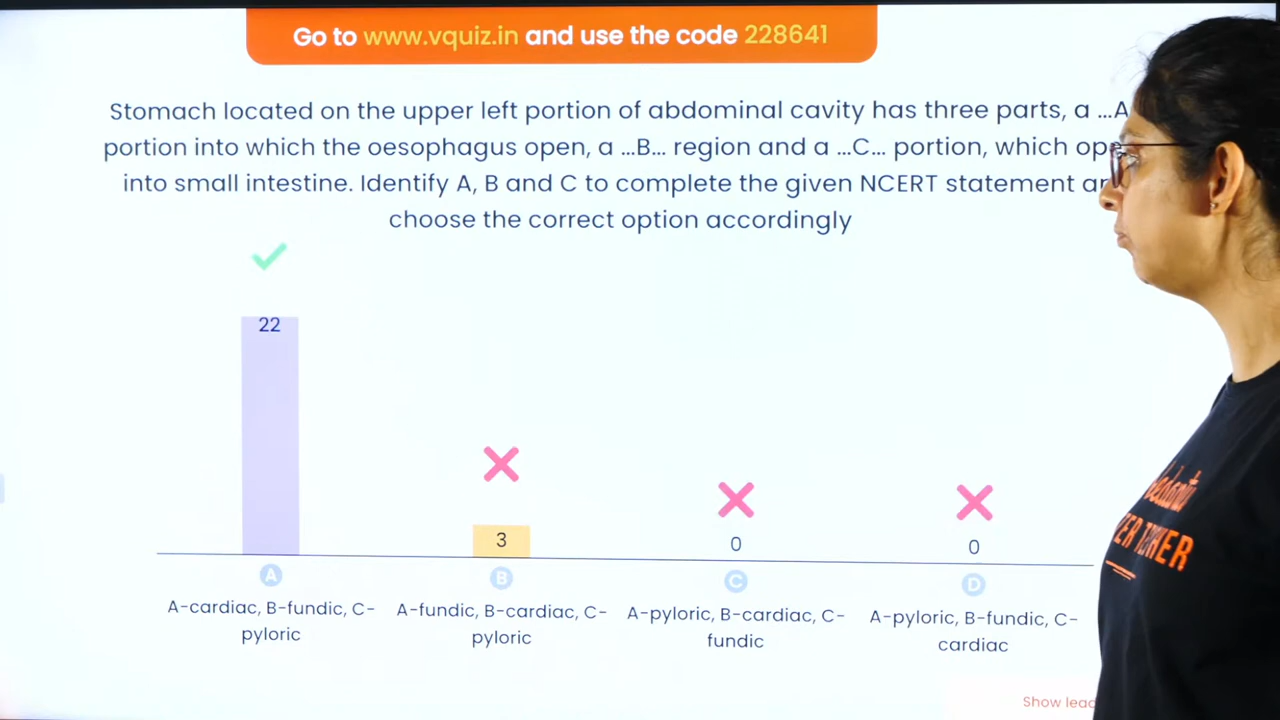 Go to www.vquiz.in and use the code 228641
Stomach located on the upper left portion of abdominal cavity has three parts, a ...A
portion into which the oesophagus open, a ...B... region and a ...C... portion, which
into small intestine. Identify A, B and C to complete the given NCERT statement
choose the correct option accordingly
22
3
0
0
A
B
C
D
A-cardiac, B-fundic, C-
pyloric
A-fundic, B-cardiac, C-
pyloric
A-pyloric, B-cardiac, C-
fundic
A-pyloric, B-fundic, C-
cardiac
Show